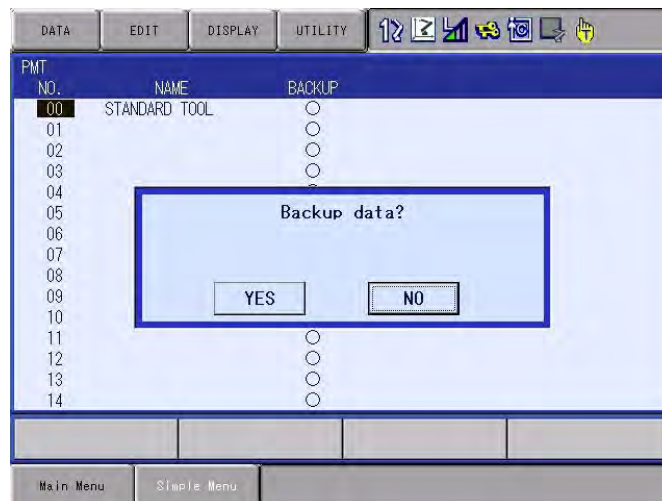 DATA EDIT DISPLAY UTILITY
PMT
NO. NAME BACKUP
00 STANDARD TOOL
01
02
03
04
05
Backup data?
06
07
08
09
YES NO
10
11
12
13
14
Main Menu Simple Menu